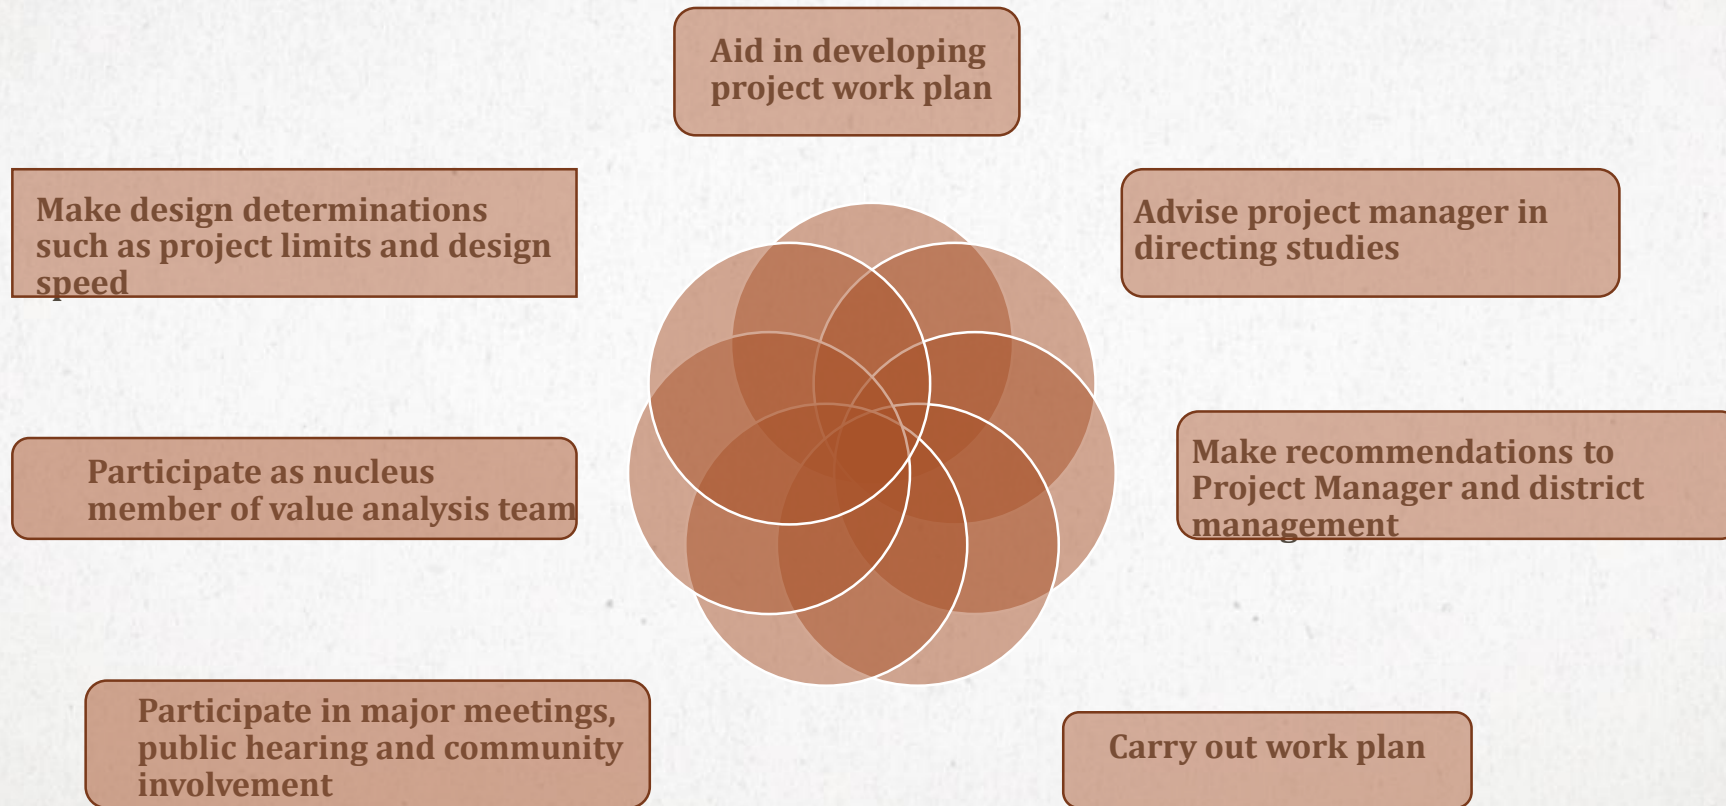 Aid in developing
project work plan
Make design determinations
such as project limits and design
speed
Advise project manager in
directing studies
Participate as nucleus
member of value analysis team
Make recommendations to
Project Manager and district
management
Participate in major meetings,
public hearing and community
involvement
Carry out work plan